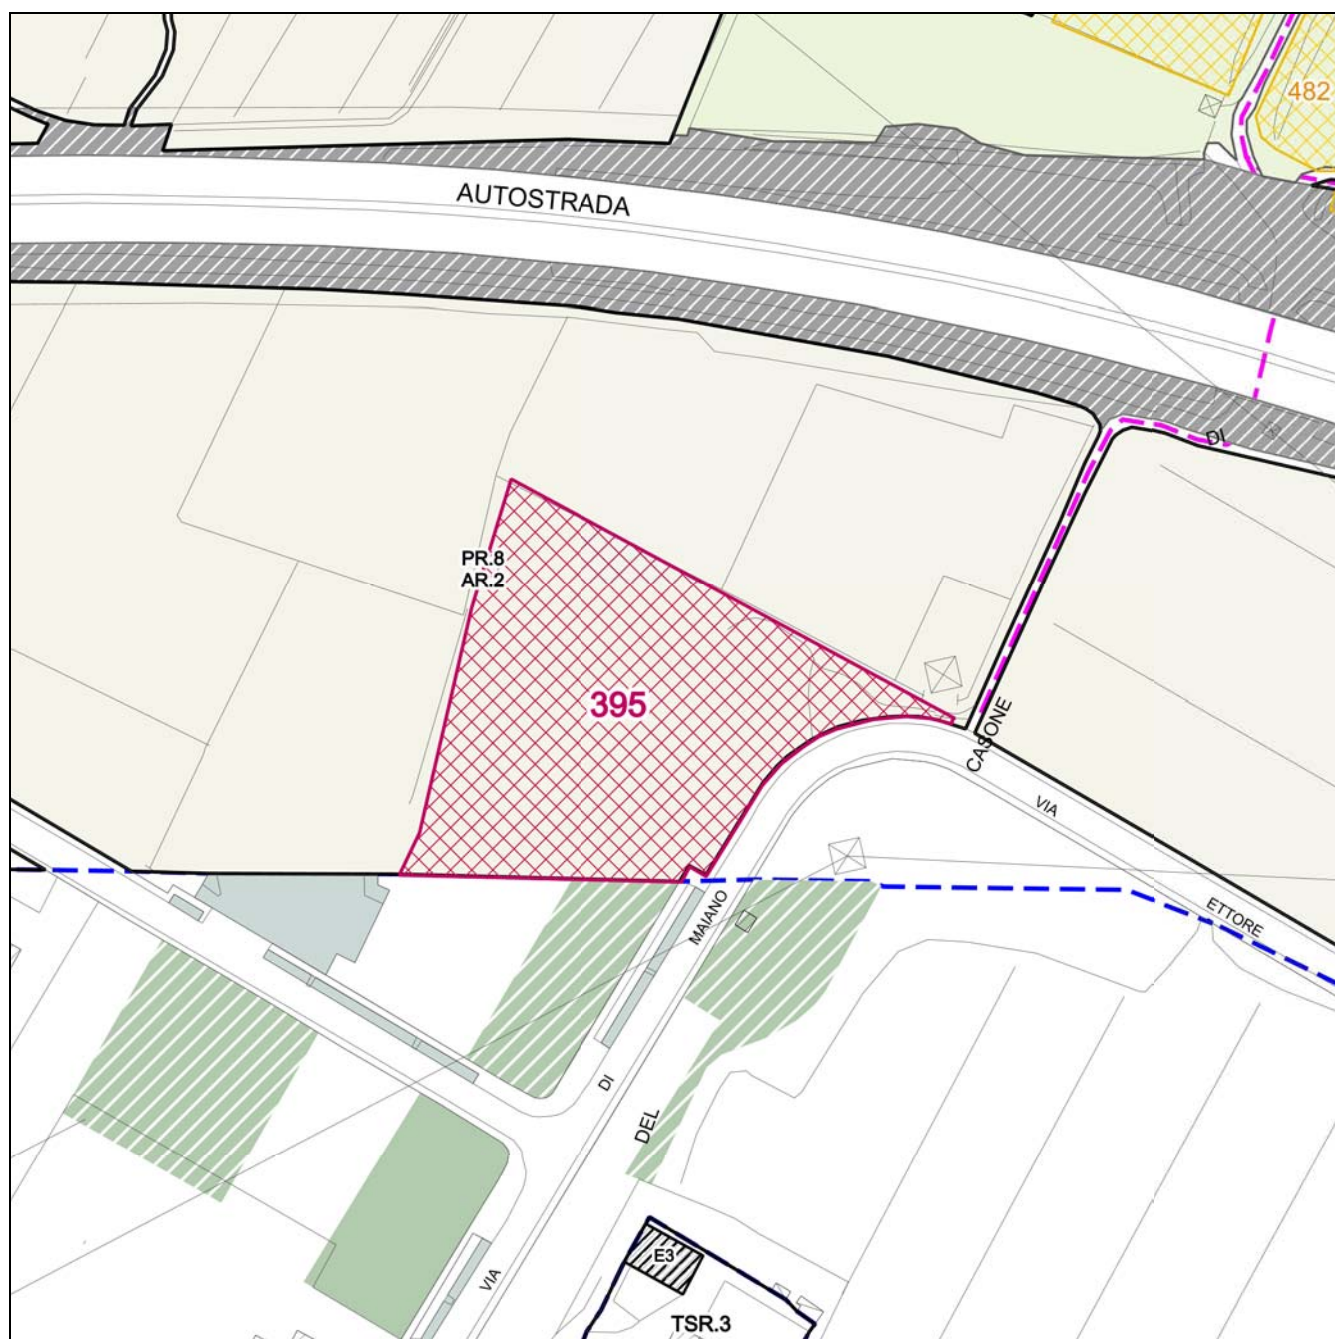 482
AUTOSTRADA
DI
PR.8
AR.2
395
CASONE
VIA
ETTORE
MAIANO
DI
DEL
VIA
E3
TSR.3